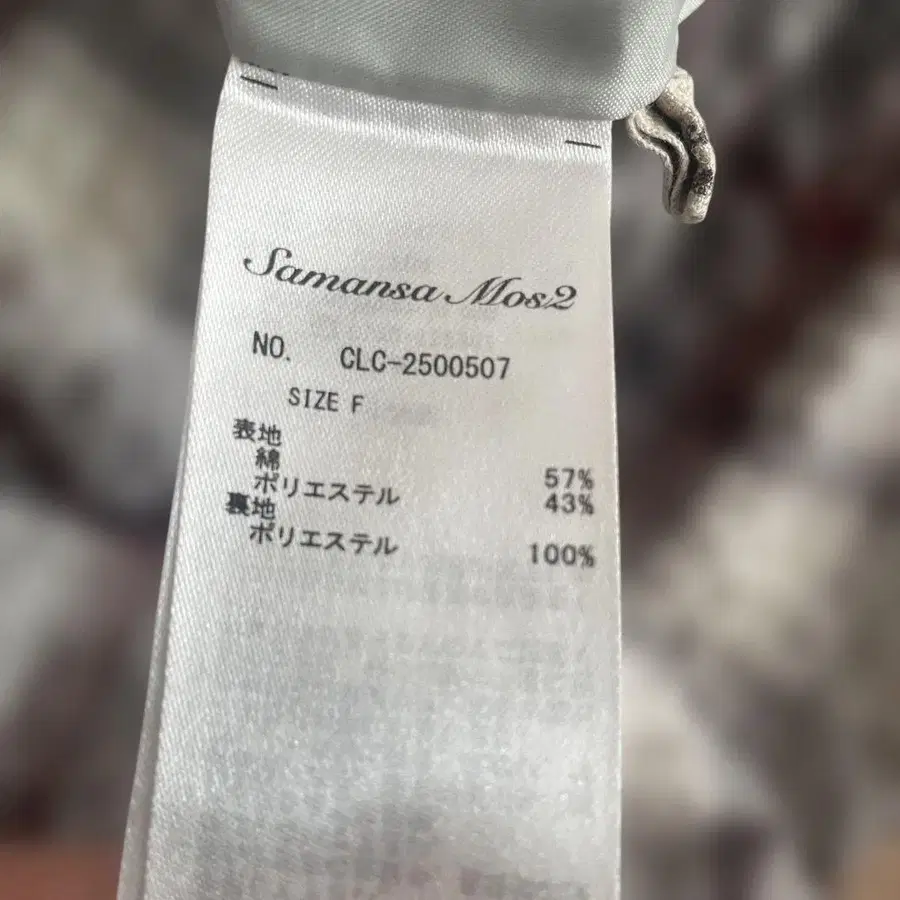 Samansa Mos2
NO. CLC-2500507
SIZE F
表地
綿 57%
ポリエステル 43%
裏地
ポリエステル 100%